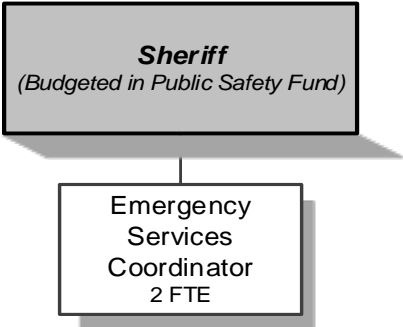 Sheriff
(Budgeted in Public Safety Fund)
Emergency
Services
Coordinator
2 FTE